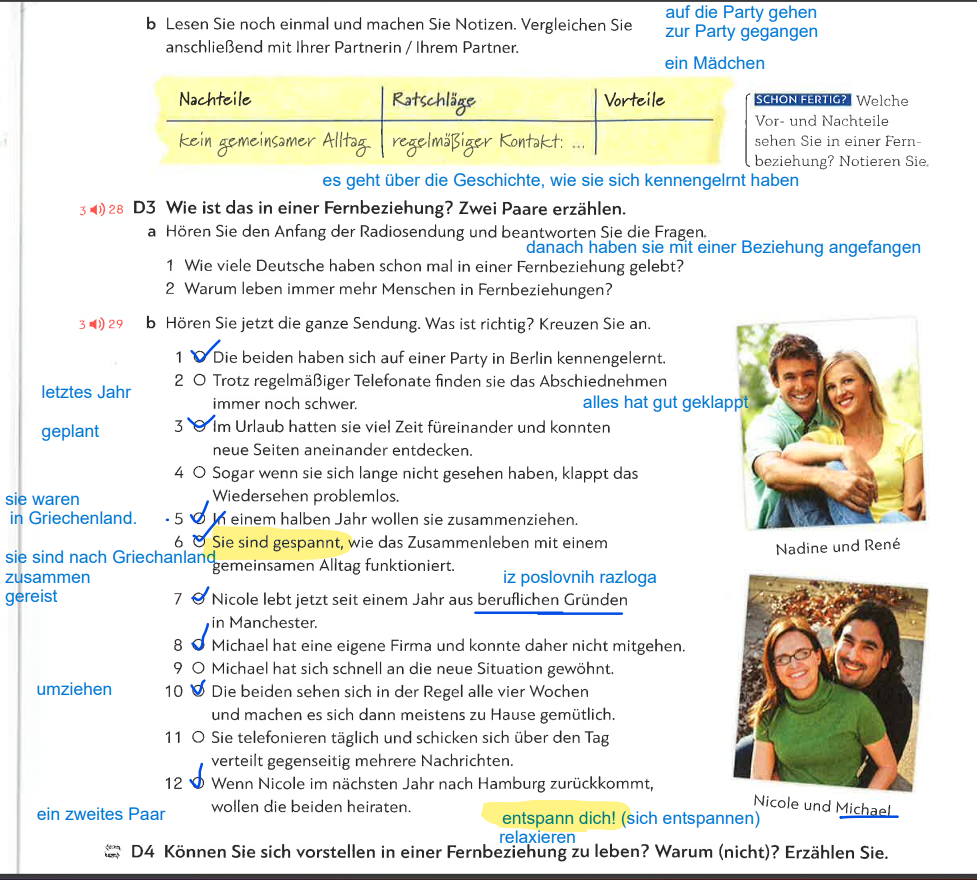 b Lesen Sie noch einmal und machen Sie Notizen. Vergleichen Sie
anschließend mit Ihrer Partnerin / Ihrem Partner.
auf die Party gehen
zur Party gegangen
ein Mädchen
Nachteile Ratschläge Vorteile
kein gemeinsamer Alltag regelmäßiger Kontakt: ...
SCHON FERTIG? Welche
Vor- und Nachteile
sehen Sie in einer Fern-
beziehung? Notieren Sie.
es geht über die Geschichte, wie sie sich kennengelrnt haben
3 28 D3 Wie ist das in einer Fernbeziehung? Zwei Paare erzählen.
a Hören Sie den Anfang der Radiosendung und beantworten Sie die Fragen.
danach haben sie mit einer Beziehung angefangen
1 Wie viele Deutsche haben schon mal in einer Fernbeziehung gelebt?
2 Warum leben immer mehr Menschen in Fernbeziehungen?
3 29 b Hören Sie jetzt die ganze Sendung. Was ist richtig? Kreuzen Sie an.
1 Die beiden haben sich auf einer Party in Berlin kennengelernt.
2 Trotz regelmäßiger Telefonate finden sie das Abschiednehmen
immer noch schwer.
letztes Jahr
alles hat gut geklappt
geplant
3 Im Urlaub hatten sie viel Zeit füreinander und konnten
neue Seiten aneinander entdecken.
4 Sogar wenn sie sich lange nicht gesehen haben, klappt das
Wiedersehen problemlos.
sie waren
in Griechenland.
5 In einem halben Jahr wollen sie zusammenziehen.
6 Sie sind gespannt, wie das Zusammenleben mit einem
gemeinsamen Alltag funktioniert.
Nadine und René
sie sind nach Griechanland
zusammen
gereist
iz poslovnih razloga
7 Nicole lebt jetzt seit einem Jahr aus beruflichen Gründen
in Manchester.
8 Michael hat eine eigene Firma und konnte daher nicht mitgehen.
9 Michael hat sich schnell an die neue Situation gewöhnt.
umziehen
10 Die beiden sehen sich in der Regel alle vier Wochen
und machen es sich dann meistens zu Hause gemütlich.
11 Sie telefonieren täglich und schicken sich über den Tag
verteilt gegenseitig mehrere Nachrichten.
12 Wenn Nicole im nächsten Jahr nach Hamburg zurückkommt,
wollen die beiden heiraten.
Nicole und Michael
ein zweites Paar
entspann dich! (sich entspannen)
relaxieren
D4 Können Sie sich vorstellen in einer Fernbeziehung zu leben? Warum (nicht)? Erzählen Sie.